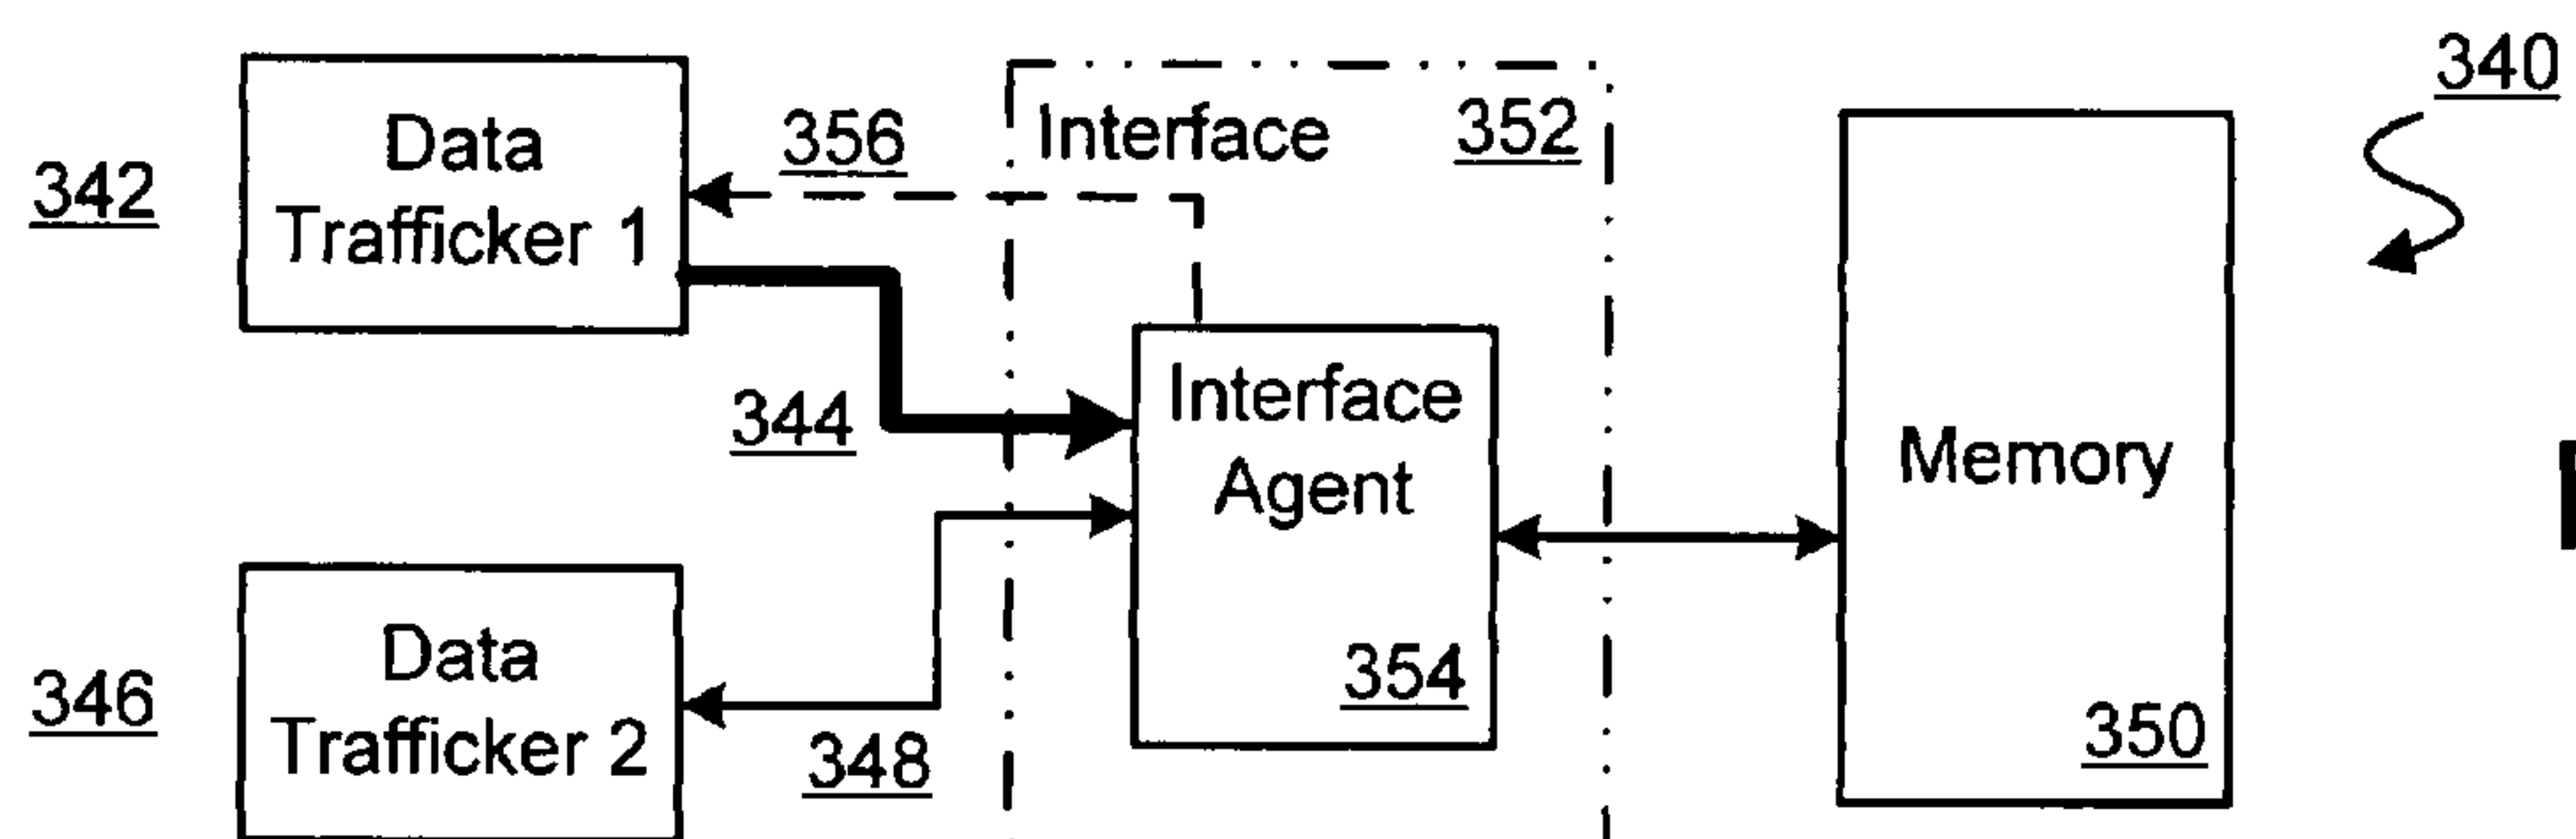 340
Data
Trafficker 1
342
356
Interface
352
344
Interface
Agent
354
Memory
350
Data
Trafficker 2
346
348